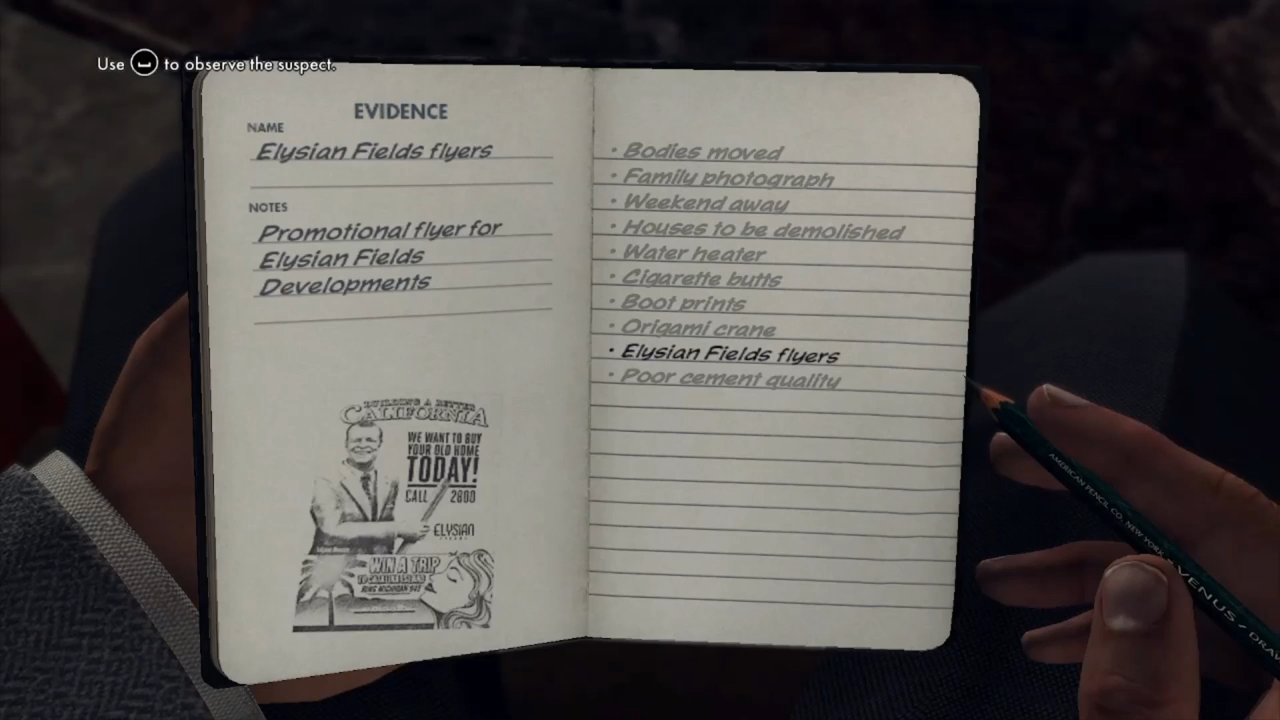 Use to observe the suspect.
EVIDENCE
NAME
Elysian Fields flyers
NOTES
Promotional flyer for
Elysian Fields
Developments
BUILDING A BETTER
CALIFORNIA
WE WANT TO BUY
YOUR OLD HOME
TODAY!
CALL 2800
ELYSIAN
WIN A TRIP
• Bodies moved
• Family photograph
• Weekend away
• Houses to be demolished
• Water heater
• Cigarette butts
• Boot prints
• Origami crane
• Elysian Fields flyers
• Poor cement quality
AMERICAN PENCIL CO. NEW YORK
VENUS / DRAW